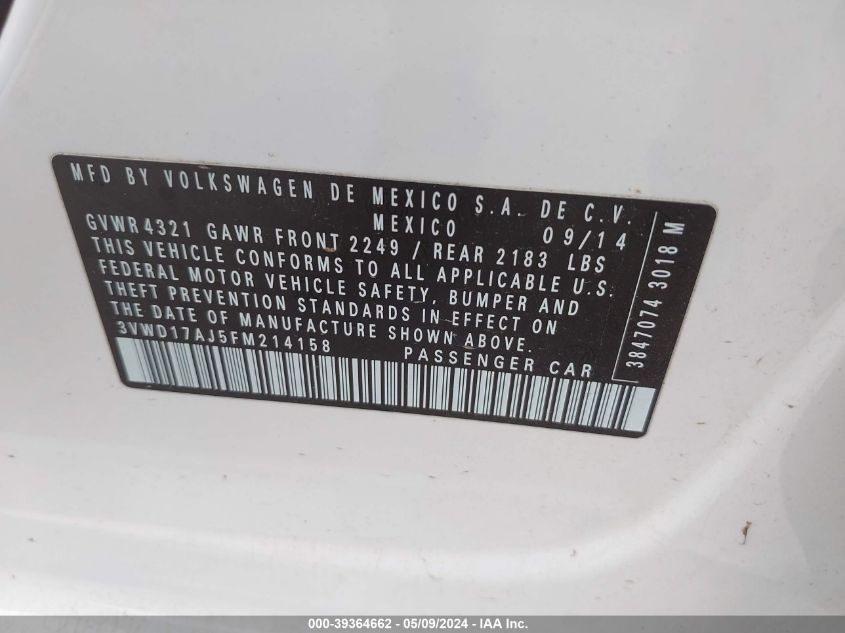 MFD BY VOLKSWAGEN DE MEXICO S.A. DE C.V.
MEXICO 09/14
GVWR 4321 GAWR FRONT 2249 / REAR 2183 LBS
THIS VEHICLE CONFORMS TO ALL APPLICABLE U.S.
FEDERAL MOTOR VEHICLE SAFETY, BUMPER AND
THEFT PREVENTION STANDARDS IN EFFECT ON
THE DATE OF MANUFACTURE SHOWN ABOVE.
3VWD17AJ5FM214158 PASSENGER CAR
3847074 3018 M
000-39364662 - 05/09/2024 - IAA Inc.